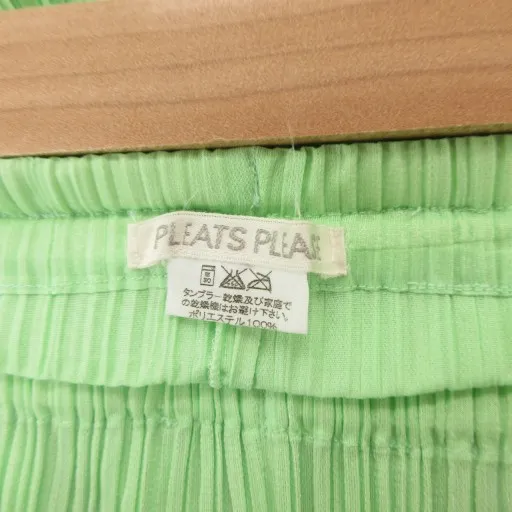 PLEATS PLEASE
タンブラー乾燥及び家庭で
の乾燥機はお避け下さい。
ポリエステル100%